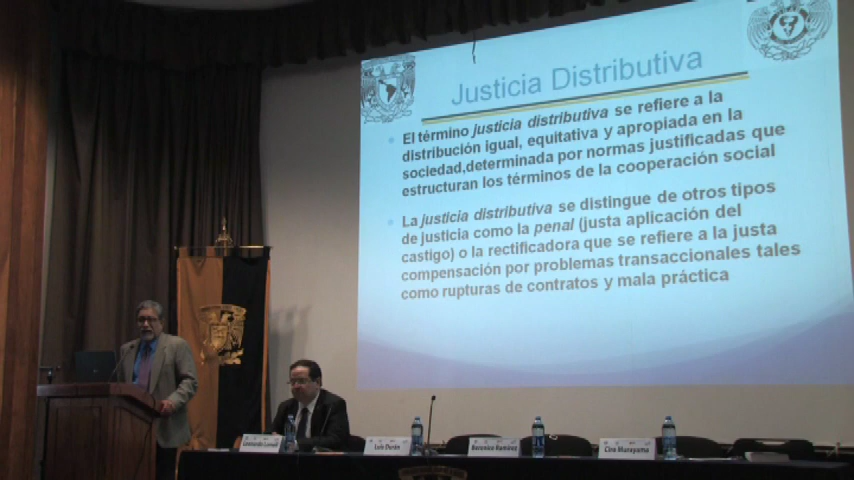 Justicia Distributiva
El término justicia distributiva se refiere a la
distribución igual, equitativa y apropiada en la
sociedad,determinada por normas justificadas que
estructuran los términos de la cooperación social
La justicia distributiva se distingue de otros tipos
de justicia como la penal (justa aplicación del
castigo) o la rectificadora que se refiere a la justa
compensación por problemas transaccionales tales
como rupturas de contratos y mala práctica
Leonardo Lomelí
Luis Durán
Berenice Ramírez
Ciro Murayama